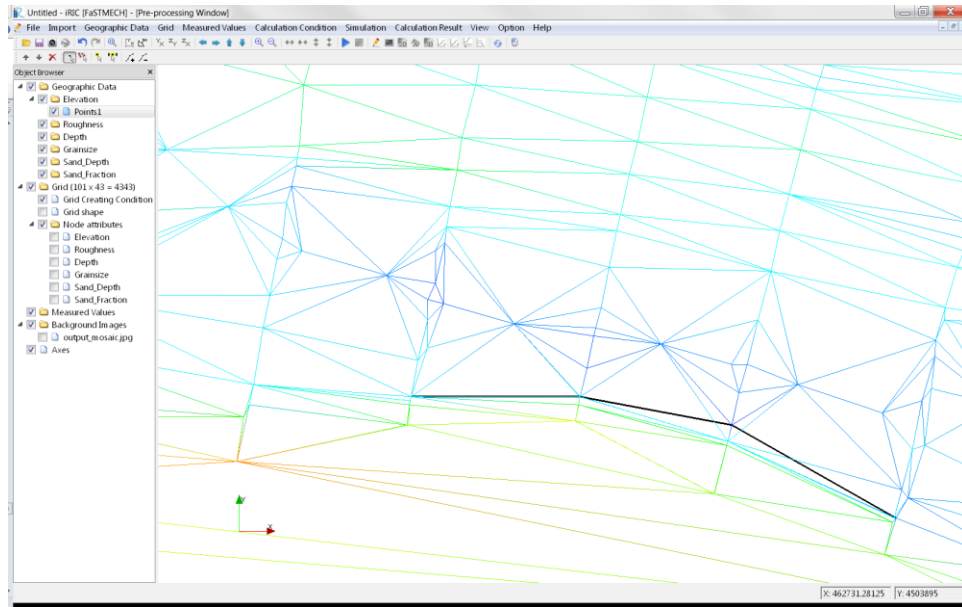 Untitled - iRIC [FaSTMECH] - [Pre-processing Window]
File Import Geographic Data Grid Measured Values Calculation Condition Simulation Calculation Result View Option Help
Object Browser
Geographic Data
Elevation
Points1
Roughness
Depth
Grainsize
Sand_Depth
Sand_Fraction
Grid (101 x 43 = 4343)
Grid Creating Condition
Grid shape
Node attributes
Elevation
Roughness
Depth
Grainsize
Sand_Depth
Sand_Fraction
Measured Values
Background Images
output_mosaic.jpg
Axes
y
x
X: 462731.28125 Y: 4503895